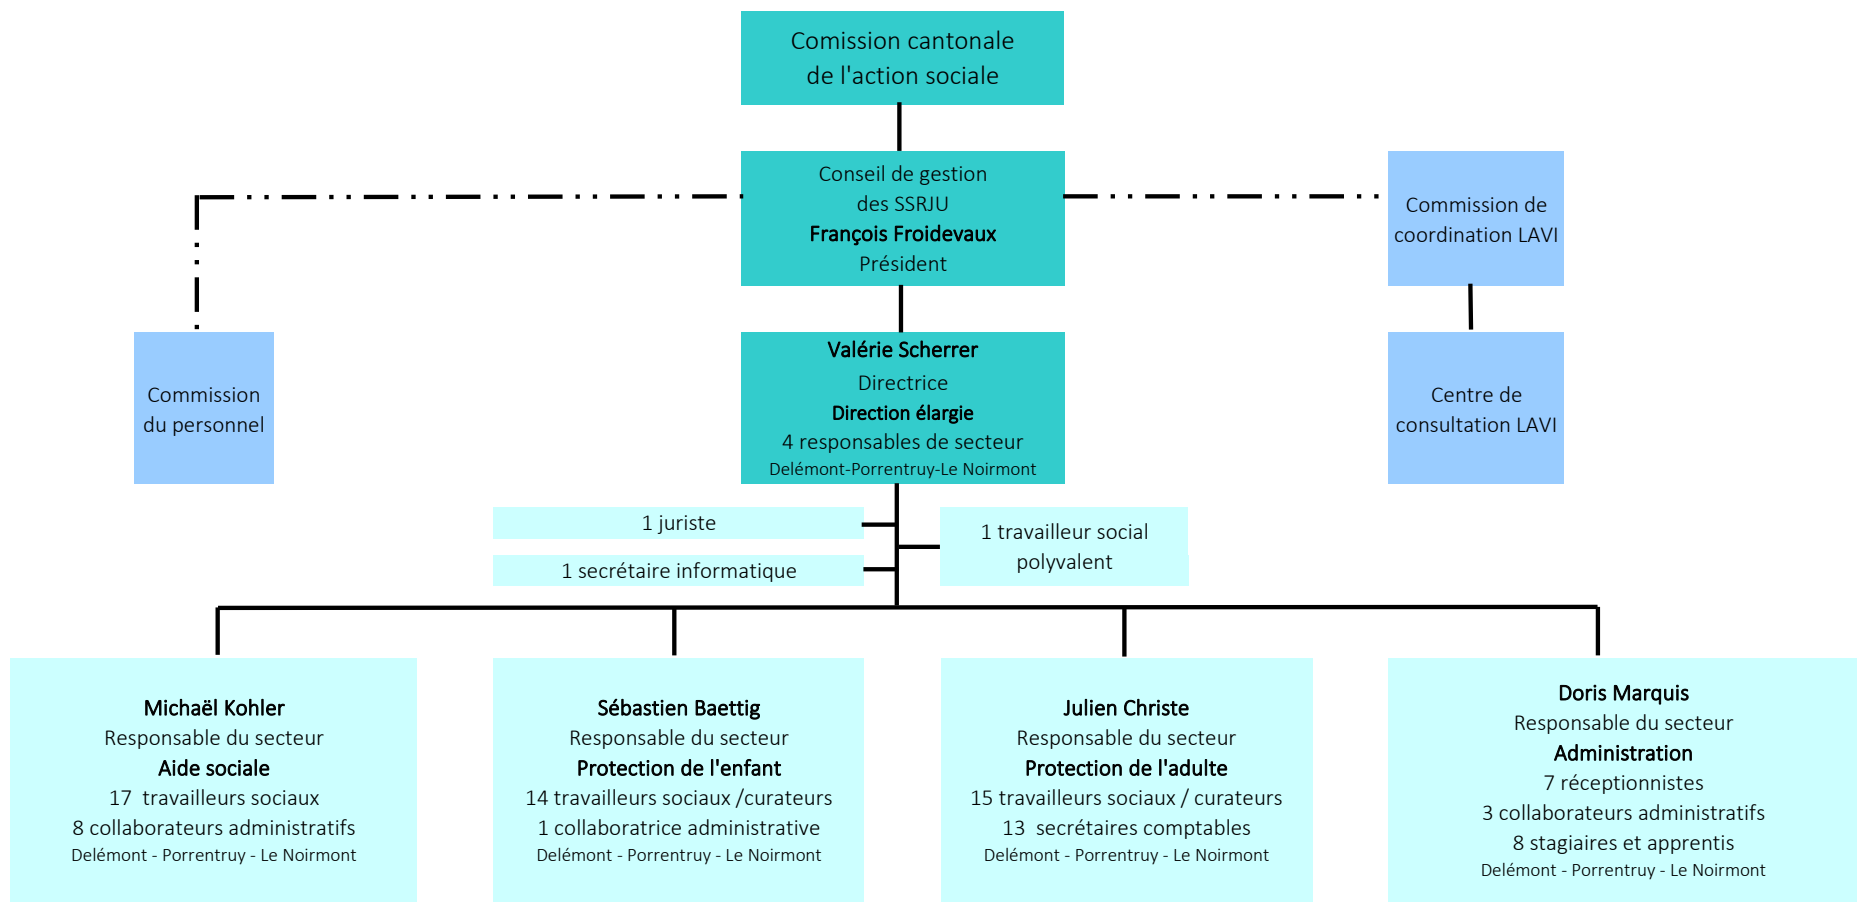 Comission cantonale
de l'action sociale
Conseil de gestion
des SSRJU
François Froidevaux
Président
Commission de
coordination LAVI
Commission
du personnel
Valérie Scherrer
Directrice
Direction élargie
4 responsables de secteur
Delémont-Porrentruy-Le Noirmont
Centre de
consultation LAVI
1 juriste
1 secrétaire informatique
1 travailleur social
polyvalent
Michaël Kohler
Responsable du secteur
Aide sociale
17 travailleurs sociaux
8 collaborateurs administratifs
Delémont - Porrentruy - Le Noirmont
Sébastien Baettig
Responsable du secteur
Protection de l'enfant
14 travailleurs sociaux /curateurs
1 collaboratrice administrative
Delémont - Porrentruy - Le Noirmont
Julien Christe
Responsable du secteur
Protection de l'adulte
15 travailleurs sociaux / curateurs
13 secrétaires comptables
Delémont - Porrentruy - Le Noirmont
Doris Marquis
Responsable du secteur
Administration
7 réceptionnistes
3 collaborateurs administratifs
8 stagiaires et apprentis
Delémont - Porrentruy - Le Noirmont